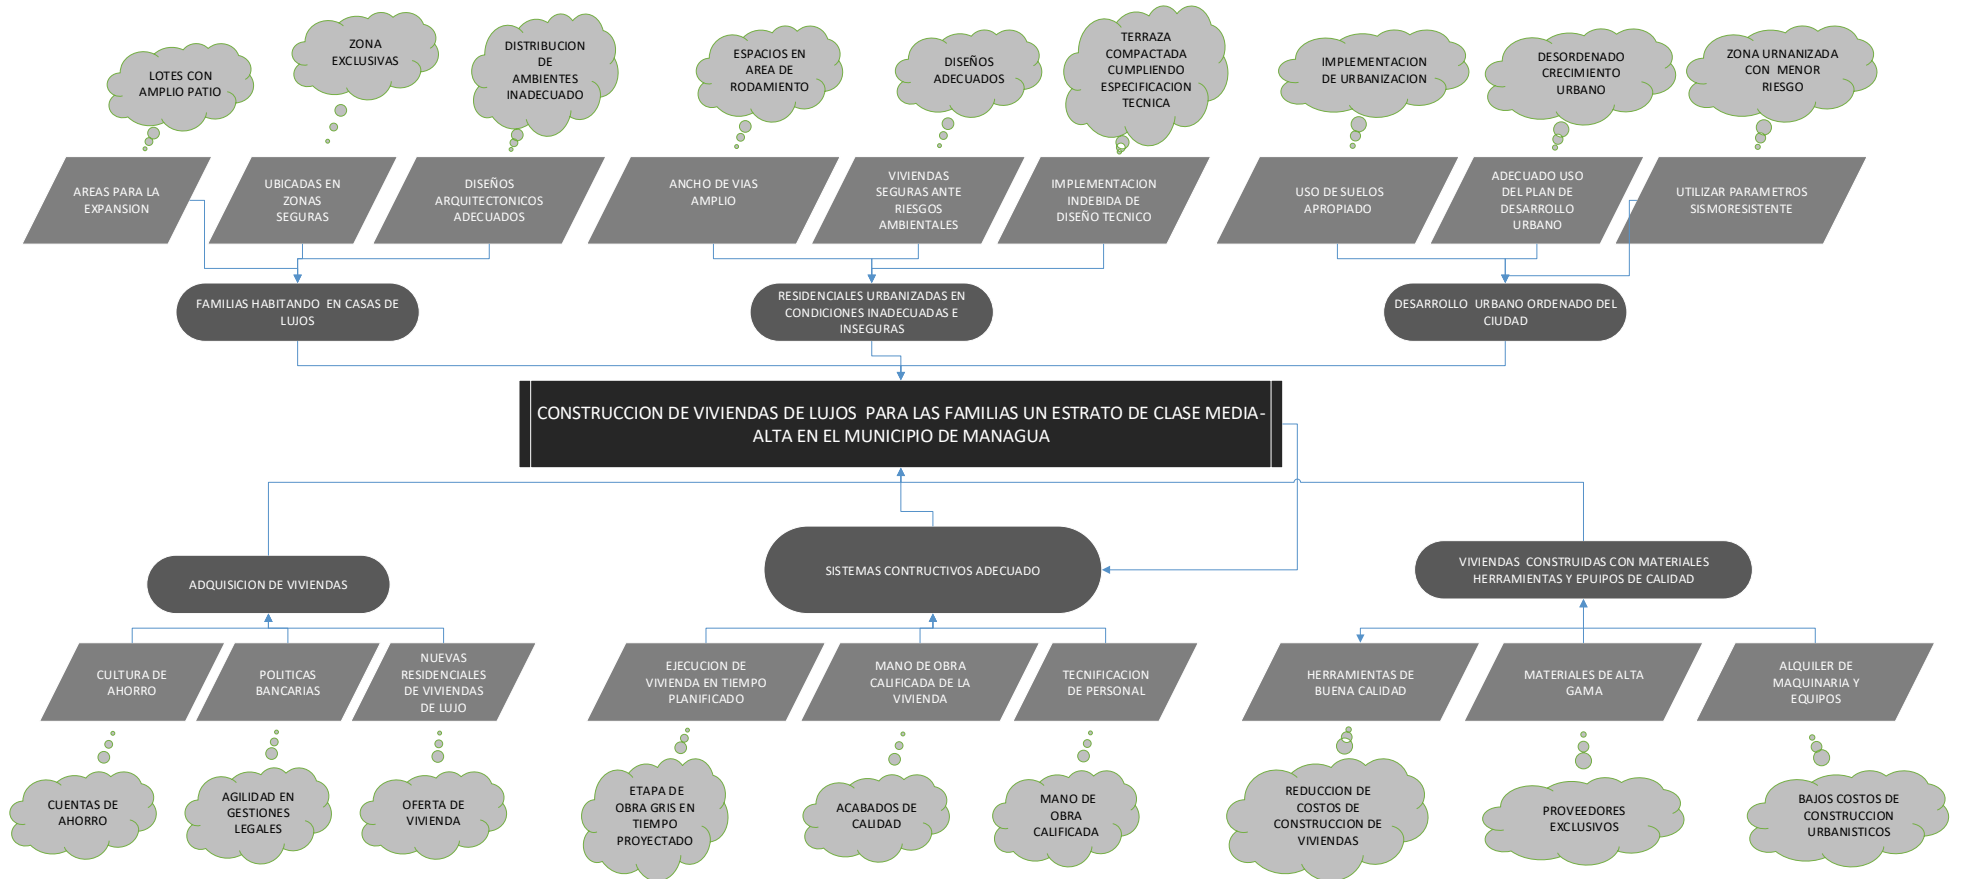 LOTES CON
AMPLIO PATIO
ZONA
EXCLUSIVAS
DISTRIBUCION
DE
AMBIENTES
INADECUADO
ESPACIOS EN
AREA DE
RODAMIENTO
DISEÑOS
ADECUADOS
TERRAZA
COMPACTADA
CUMPLIENDO
ESPECIFICACION
TECNICA
IMPLEMENTACION
DE URBANIZACION
DESORDENADO
CRECIMIENTO
URBANO
ZONA URNANIZADA
CON MENOR
RIESGO
AREAS PARA LA
EXPANSION
UBICADAS EN
ZONAS
SEGURAS
DISEÑOS
ARQUITECTONICOS
ADECUADOS
ANCHO DE VIAS
AMPLIO
VIVIENDAS
SEGURAS ANTE
RIESGOS
AMBIENTALES
IMPLEMENTACION
INDEBIDA DE
DISEÑO TECNICO
USO DE SUELOS
APROPIADO
ADECUADO USO
DEL PLAN DE
DESARROLLO
URBANO
UTILIZAR PARAMETROS
SISMORESISTENTE
FAMILIAS HABITANDO EN CASAS DE
LUJOS
RESIDENCIALES URBANIZADAS EN
CONDICIONES INADECUADAS E
INSEGURAS
DESARROLLO URBANO ORDENADO DEL
CIUDAD
CONSTRUCCION DE VIVIENDAS DE LUJOS PARA LAS FAMILIAS UN ESTRATO DE CLASE MEDIA-
ALTA EN EL MUNICIPIO DE MANAGUA
ADQUISICION DE VIVIENDAS
SISTEMAS CONTRUCTIVOS ADECUADO
VIVIENDAS CONSTRUIDAS CON MATERIALES
HERRAMIENTAS Y EPUIPOS DE CALIDAD
CULTURA DE
AHORRO
POLITICAS
BANCARIAS
NUEVAS
RESIDENCIALES
DE VIVIENDAS
DE LUJO
EJECUCION DE
VIVIENDA EN TIEMPO
PLANIFICADO
MANO DE OBRA
CALIFICADA DE LA
VIVIENDA
TECNIFICACION
DE PERSONAL
HERRAMIENTAS DE
BUENA CALIDAD
MATERIALES DE ALTA
GAMA
ALQUILER DE
MAQUINARIA Y
EQUIPOS
CUENTAS DE
AHORRO
AGILIDAD EN
GESTIONES
LEGALES
OFERTA DE
VIVIENDA
ETAPA DE
OBRA GRIS EN
TIEMPO
PROYECTADO
ACABADOS DE
CALIDAD
MANO DE
OBRA
CALIFICADA
REDUCCION DE
COSTOS DE
CONSTRUCCION DE
VIVIENDAS
PROVEEDORES
EXCLUSIVOS
BAJOS COSTOS DE
CONSTRUCCION
URBANISTICOS